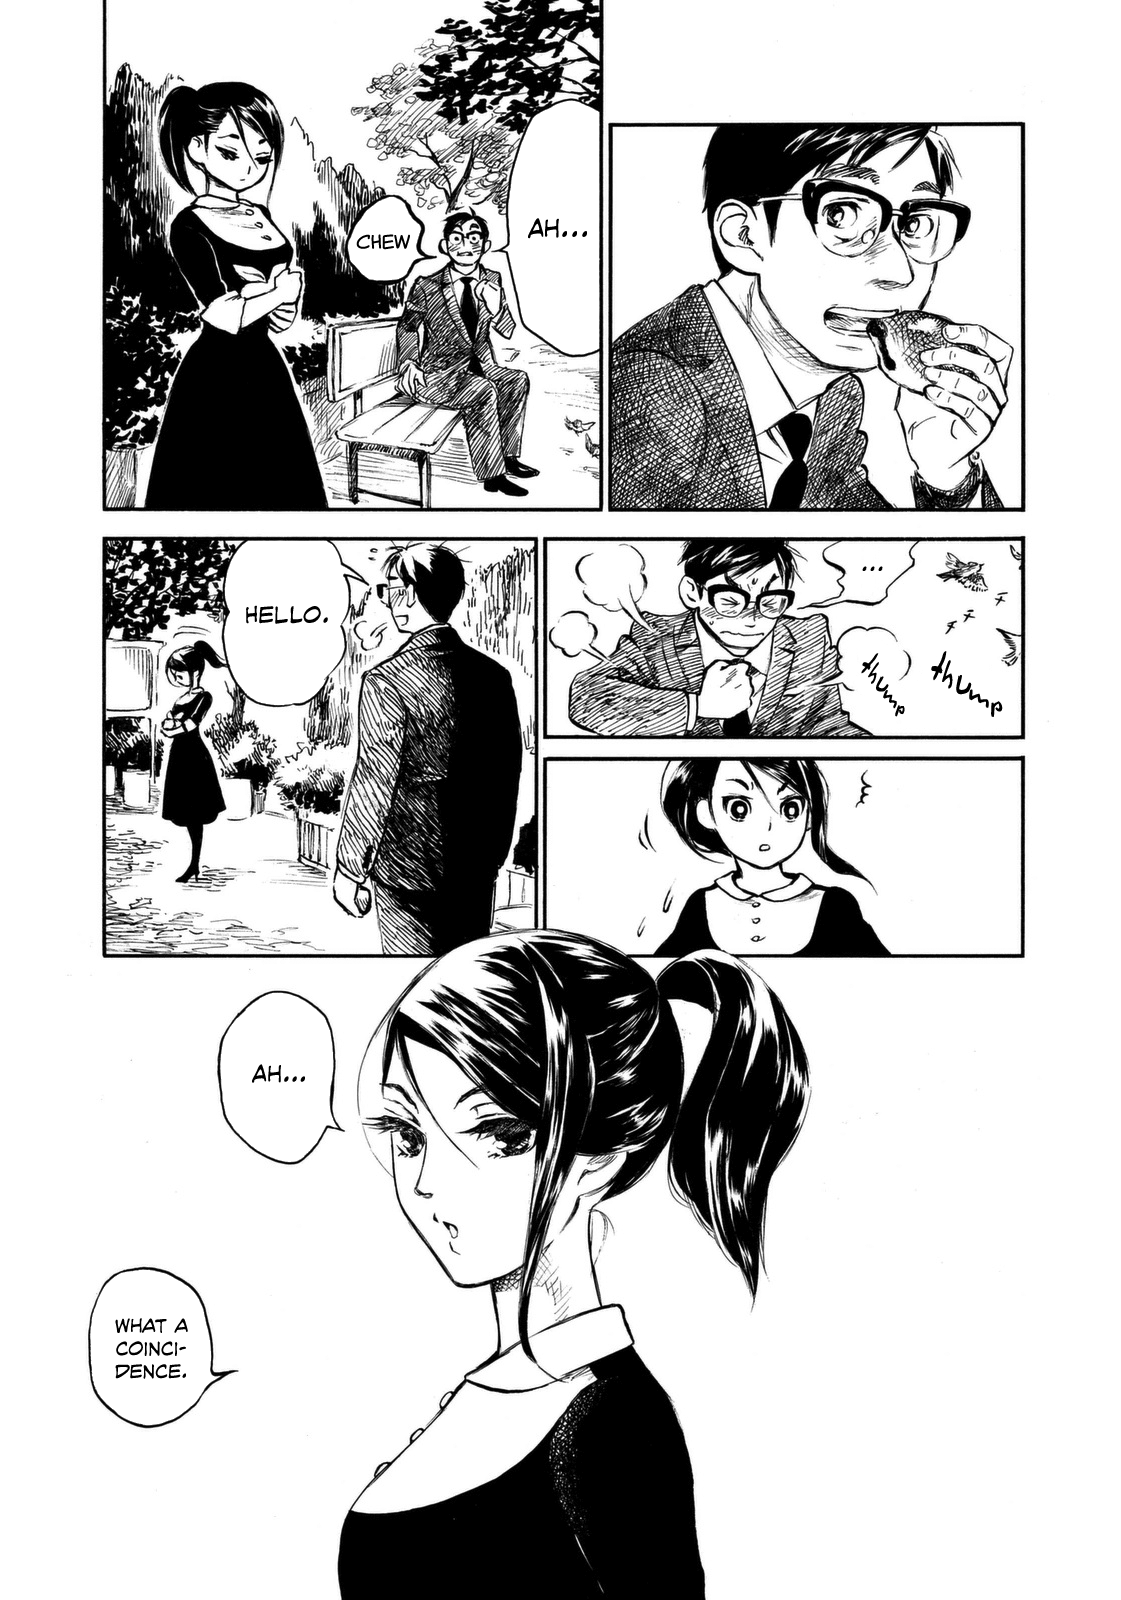 AH...
CHEW
...
thump
thump
HELLO.
AH...
WHAT A
COINCI-
DENCE.